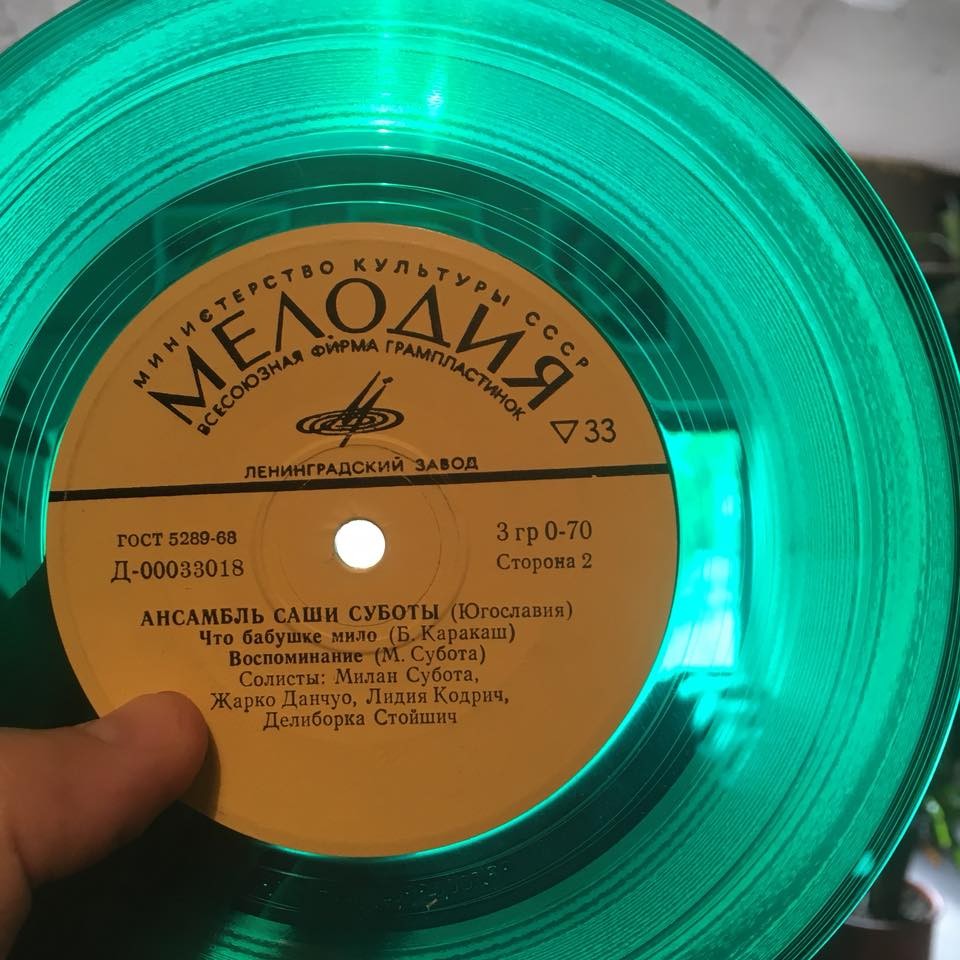 МИНИСТЕРСТВО КУЛЬТУРЫ СССР
МЕЛОДИЯ
ВСЕСОЮЗНАЯ ФИРМА ГРАМПЛАСТИНОК
▽33
ЛЕНИНГРАДСКИЙ ЗАВОД
ГОСТ 5289-68
Д-00033018
3 гр 0-70
Сторона 2
АНСАМБЛЬ САШИ СУБОТЫ (Югославия)
Что бабушке мило (Б. Каракаш)
Воспоминание (М. Субота)
Солисты: Милан Субота,
Жарко Данчуо, Лидия Кодрич,
Делиборка Стойшич